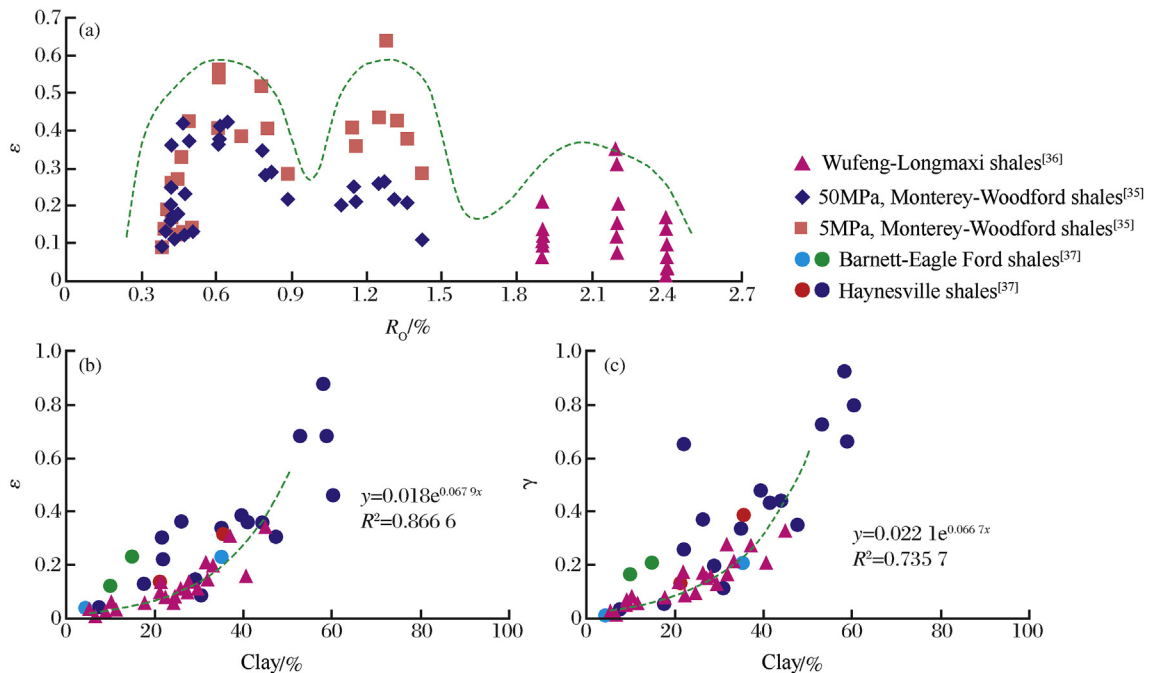 (a)
0.7
0.6
0.5
0.4
0.3
0.2
0.1
0
ε
0 0.3 0.6 0.9 1.2 1.5 1.8 2.1 2.4 2.7
R_O/%
Wufeng-Longmaxi shales[36]
50MPa, Monterey-Woodford shales[35]
5MPa, Monterey-Woodford shales[35]
Barnett-Eagle Ford shales[37]
Haynesville shales[37]
(b)
1.0
0.8
0.6
0.4
0.2
0
ε
y=0.018e^0.067 9x
R²=0.866 6
0 20 40 60 80 100
Clay/%
(c)
1.0
0.8
0.6
0.4
0.2
0
γ
y=0.022 1e^0.066 7x
R²=0.735 7
0 20 40 60 80 100
Clay/%